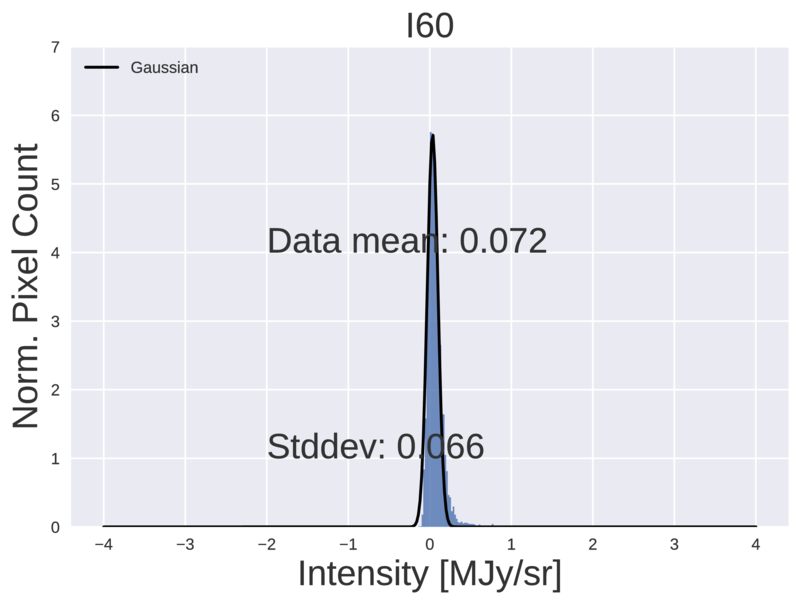 I60
7
Gaussian
6
5
Data mean: 0.072
4
3
2
Stddev: 0.066
1
0
−4 −3 −2 −1 0 1 2 3 4
Intensity [MJy/sr]
Norm. Pixel Count